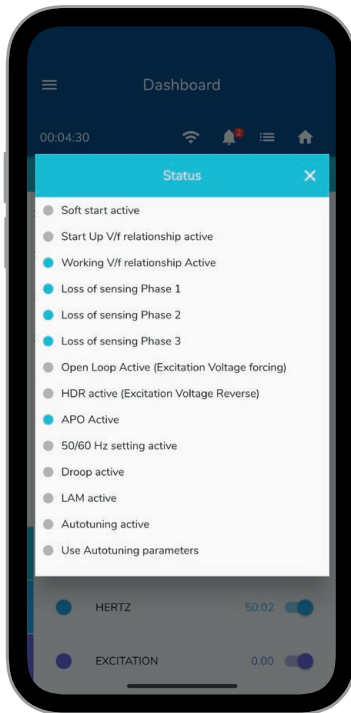 Dashboard
00:04:30
2
Status
Soft start active
Start Up V/f relationship active
Working V/f relationship Active
Loss of sensing Phase 1
Loss of sensing Phase 2
Loss of sensing Phase 3
Open Loop Active (Excitation Voltage forcing)
HDR active (Excitation Voltage Reverse)
APO Active
50/60 Hz setting active
Droop active
LAM active
Autotuning active
Use Autotuning parameters
HERTZ 50.02
EXCITATION 0.00